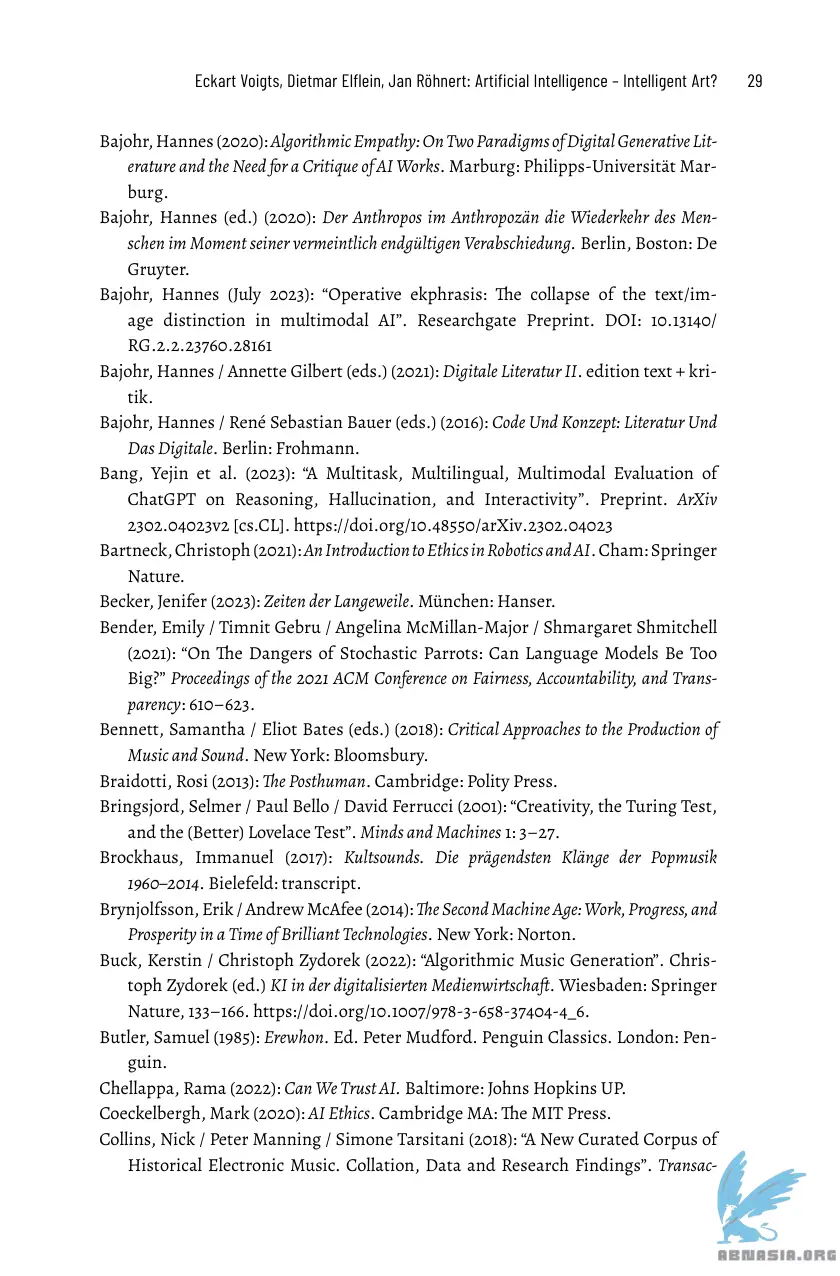 Eckart Voigts, Dietmar Elflein, Jan Röhnert: Artificial Intelligence – Intelligent Art? 29
Bajohr, Hannes (2020): Algorithmic Empathy: On Two Paradigms of Digital Generative Lit-
erature and the Need for a Critique of AI Works. Marburg: Philipps-Universität Mar-
burg.
Bajohr, Hannes (ed.) (2020): Der Anthropos im Anthropozän die Wiederkehr des Men-
schen im Moment seiner vermeintlich endgültigen Verabschiedung. Berlin, Boston: De
Gruyter.
Bajohr, Hannes (July 2023): “Operative ekphrasis: The collapse of the text/im-
age distinction in multimodal AI”. Researchgate Preprint. DOI: 10.13140/
RG.2.2.23760.28161
Bajohr, Hannes / Annette Gilbert (eds.) (2021): Digitale Literatur II. edition text + kri-
tik.
Bajohr, Hannes / René Sebastian Bauer (eds.) (2016): Code Und Konzept: Literatur Und
Das Digitale. Berlin: Frohmann.
Bang, Yejin et al. (2023): “A Multitask, Multilingual, Multimodal Evaluation of
ChatGPT on Reasoning, Hallucination, and Interactivity”. Preprint. ArXiv
2302.04023v2 [cs.CL]. https://doi.org/10.48550/arXiv.2302.04023
Bartneck, Christoph (2021): An Introduction to Ethics in Robotics and AI. Cham: Springer
Nature.
Becker, Jenifer (2023): Zeiten der Langeweile. München: Hanser.
Bender, Emily / Timnit Gebru / Angelina McMillan-Major / Shmargaret Shmitchell
(2021): “On The Dangers of Stochastic Parrots: Can Language Models Be Too
Big?” Proceedings of the 2021 ACM Conference on Fairness, Accountability, and Trans-
parency: 610–623.
Bennett, Samantha / Eliot Bates (eds.) (2018): Critical Approaches to the Production of
Music and Sound. New York: Bloomsbury.
Braidotti, Rosi (2013): The Posthuman. Cambridge: Polity Press.
Bringsjord, Selmer / Paul Bello / David Ferrucci (2001): “Creativity, the Turing Test,
and the (Better) Lovelace Test”. Minds and Machines 1: 3–27.
Brockhaus, Immanuel (2017): Kultsounds. Die prägendsten Klänge der Popmusik
1960–2014. Bielefeld: transcript.
Brynjolfsson, Erik / Andrew McAfee (2014): The Second Machine Age: Work, Progress, and
Prosperity in a Time of Brilliant Technologies. New York: Norton.
Buck, Kerstin / Christoph Zydorek (2022): “Algorithmic Music Generation”. Chris-
toph Zydorek (ed.) KI in der digitalisierten Medienwirtschaft. Wiesbaden: Springer
Nature, 133–166. https://doi.org/10.1007/978-3-658-37404-4_6.
Butler, Samuel (1985): Erewhon. Ed. Peter Mudford. Penguin Classics. London: Pen-
guin.
Chellappa, Rama (2022): Can We Trust AI. Baltimore: Johns Hopkins UP.
Coeckelbergh, Mark (2020): AI Ethics. Cambridge MA: The MIT Press.
Collins, Nick / Peter Manning / Simone Tarsitani (2018): “A New Curated Corpus of
Historical Electronic Music. Collation, Data and Research Findings”. Transac-
ABNASIA.ORG